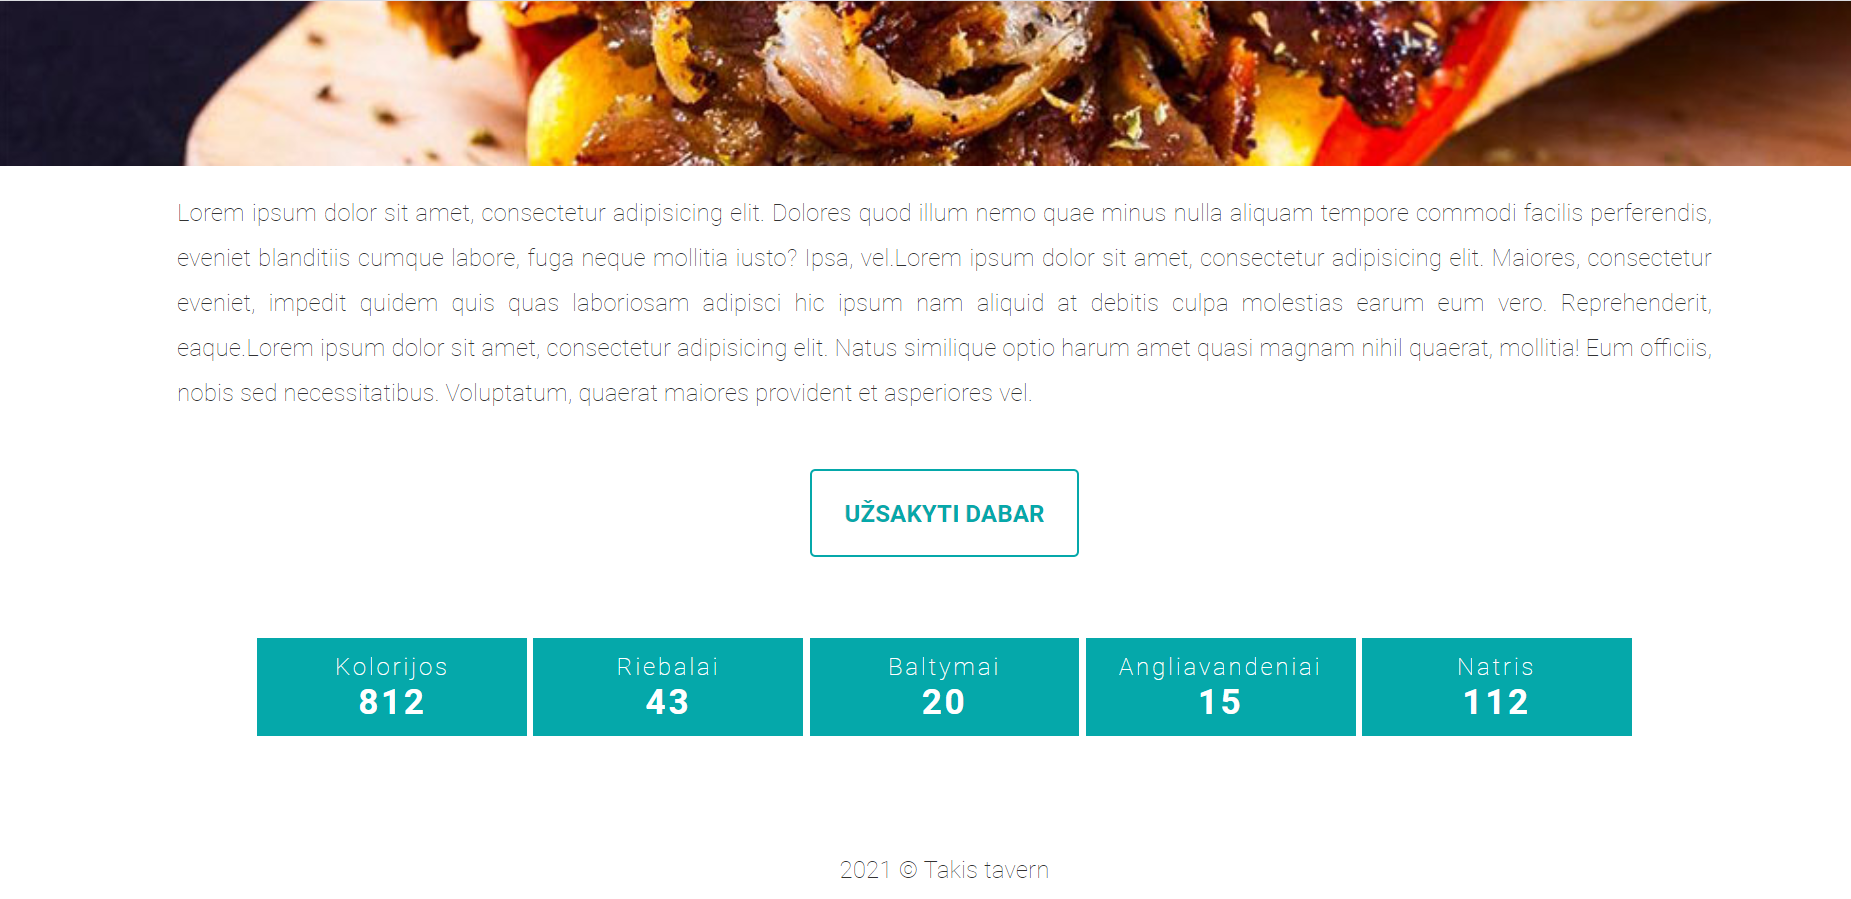 Lorem ipsum dolor sit amet, consectetur adipisicing elit. Dolores quod illum nemo quae minus nulla aliquam tempore commodi facilis perferendis,
eveniet blanditiis cumque labore, fuga neque mollitia iusto? Ipsa, vel.Lorem ipsum dolor sit amet, consectetur adipisicing elit. Maiores, consectetur
eveniet, impedit quidem quis quas laboriosam adipisci hic ipsum nam aliquid at debitis culpa molestias earum eum vero. Reprehenderit,
eaque.Lorem ipsum dolor sit amet, consectetur adipisicing elit. Natus similique optio harum amet quasi magnam nihil quaerat, mollitia! Eum officiis,
nobis sed necessitatibus. Voluptatum, quaerat maiores provident et asperiores vel.
UŽSAKYTI DABAR
Kolorijos
812
Riebalai
43
Baltymai
20
Angliavandeniai
15
Natris
112
2021 © Takis tavern